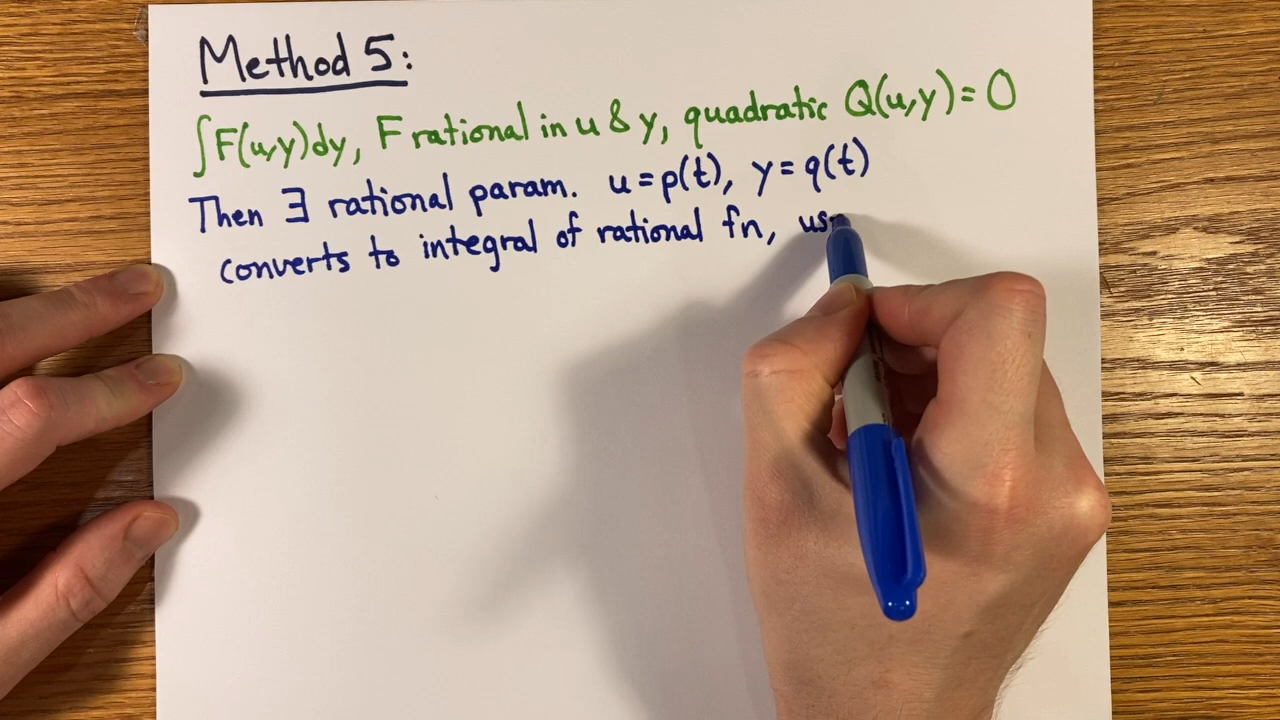 Method 5:
∫F(u,y)dy, F rational in u & y, quadratic Q(u,y)=0
Then ∃ rational param. u=p(t), y=q(t)
converts to integral of rational fn,